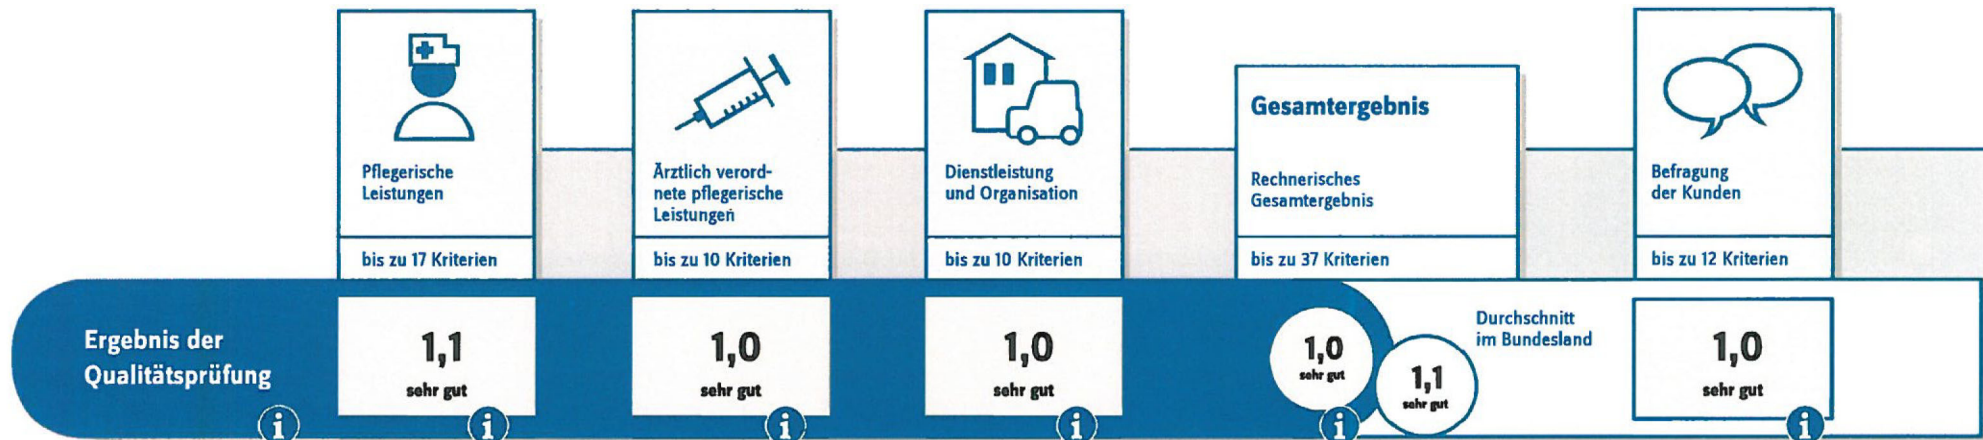 Pflegerische
Leistungen
bis zu 17 Kriterien
Ärztlich verord-
nete pflegerische
Leistungen
bis zu 10 Kriterien
Dienstleistung
und Organisation
bis zu 10 Kriterien
Gesamtergebnis
Rechnerisches
Gesamtergebnis
bis zu 37 Kriterien
Befragung
der Kunden
bis zu 12 Kriterien
Ergebnis der
Qualitätsprüfung
i
1,1
sehr gut
i
1,0
sehr gut
i
1,0
sehr gut
i
1,0
sehr gut
i
1,1
sehr gut
Durchschnitt
im Bundesland
1,0
sehr gut
i